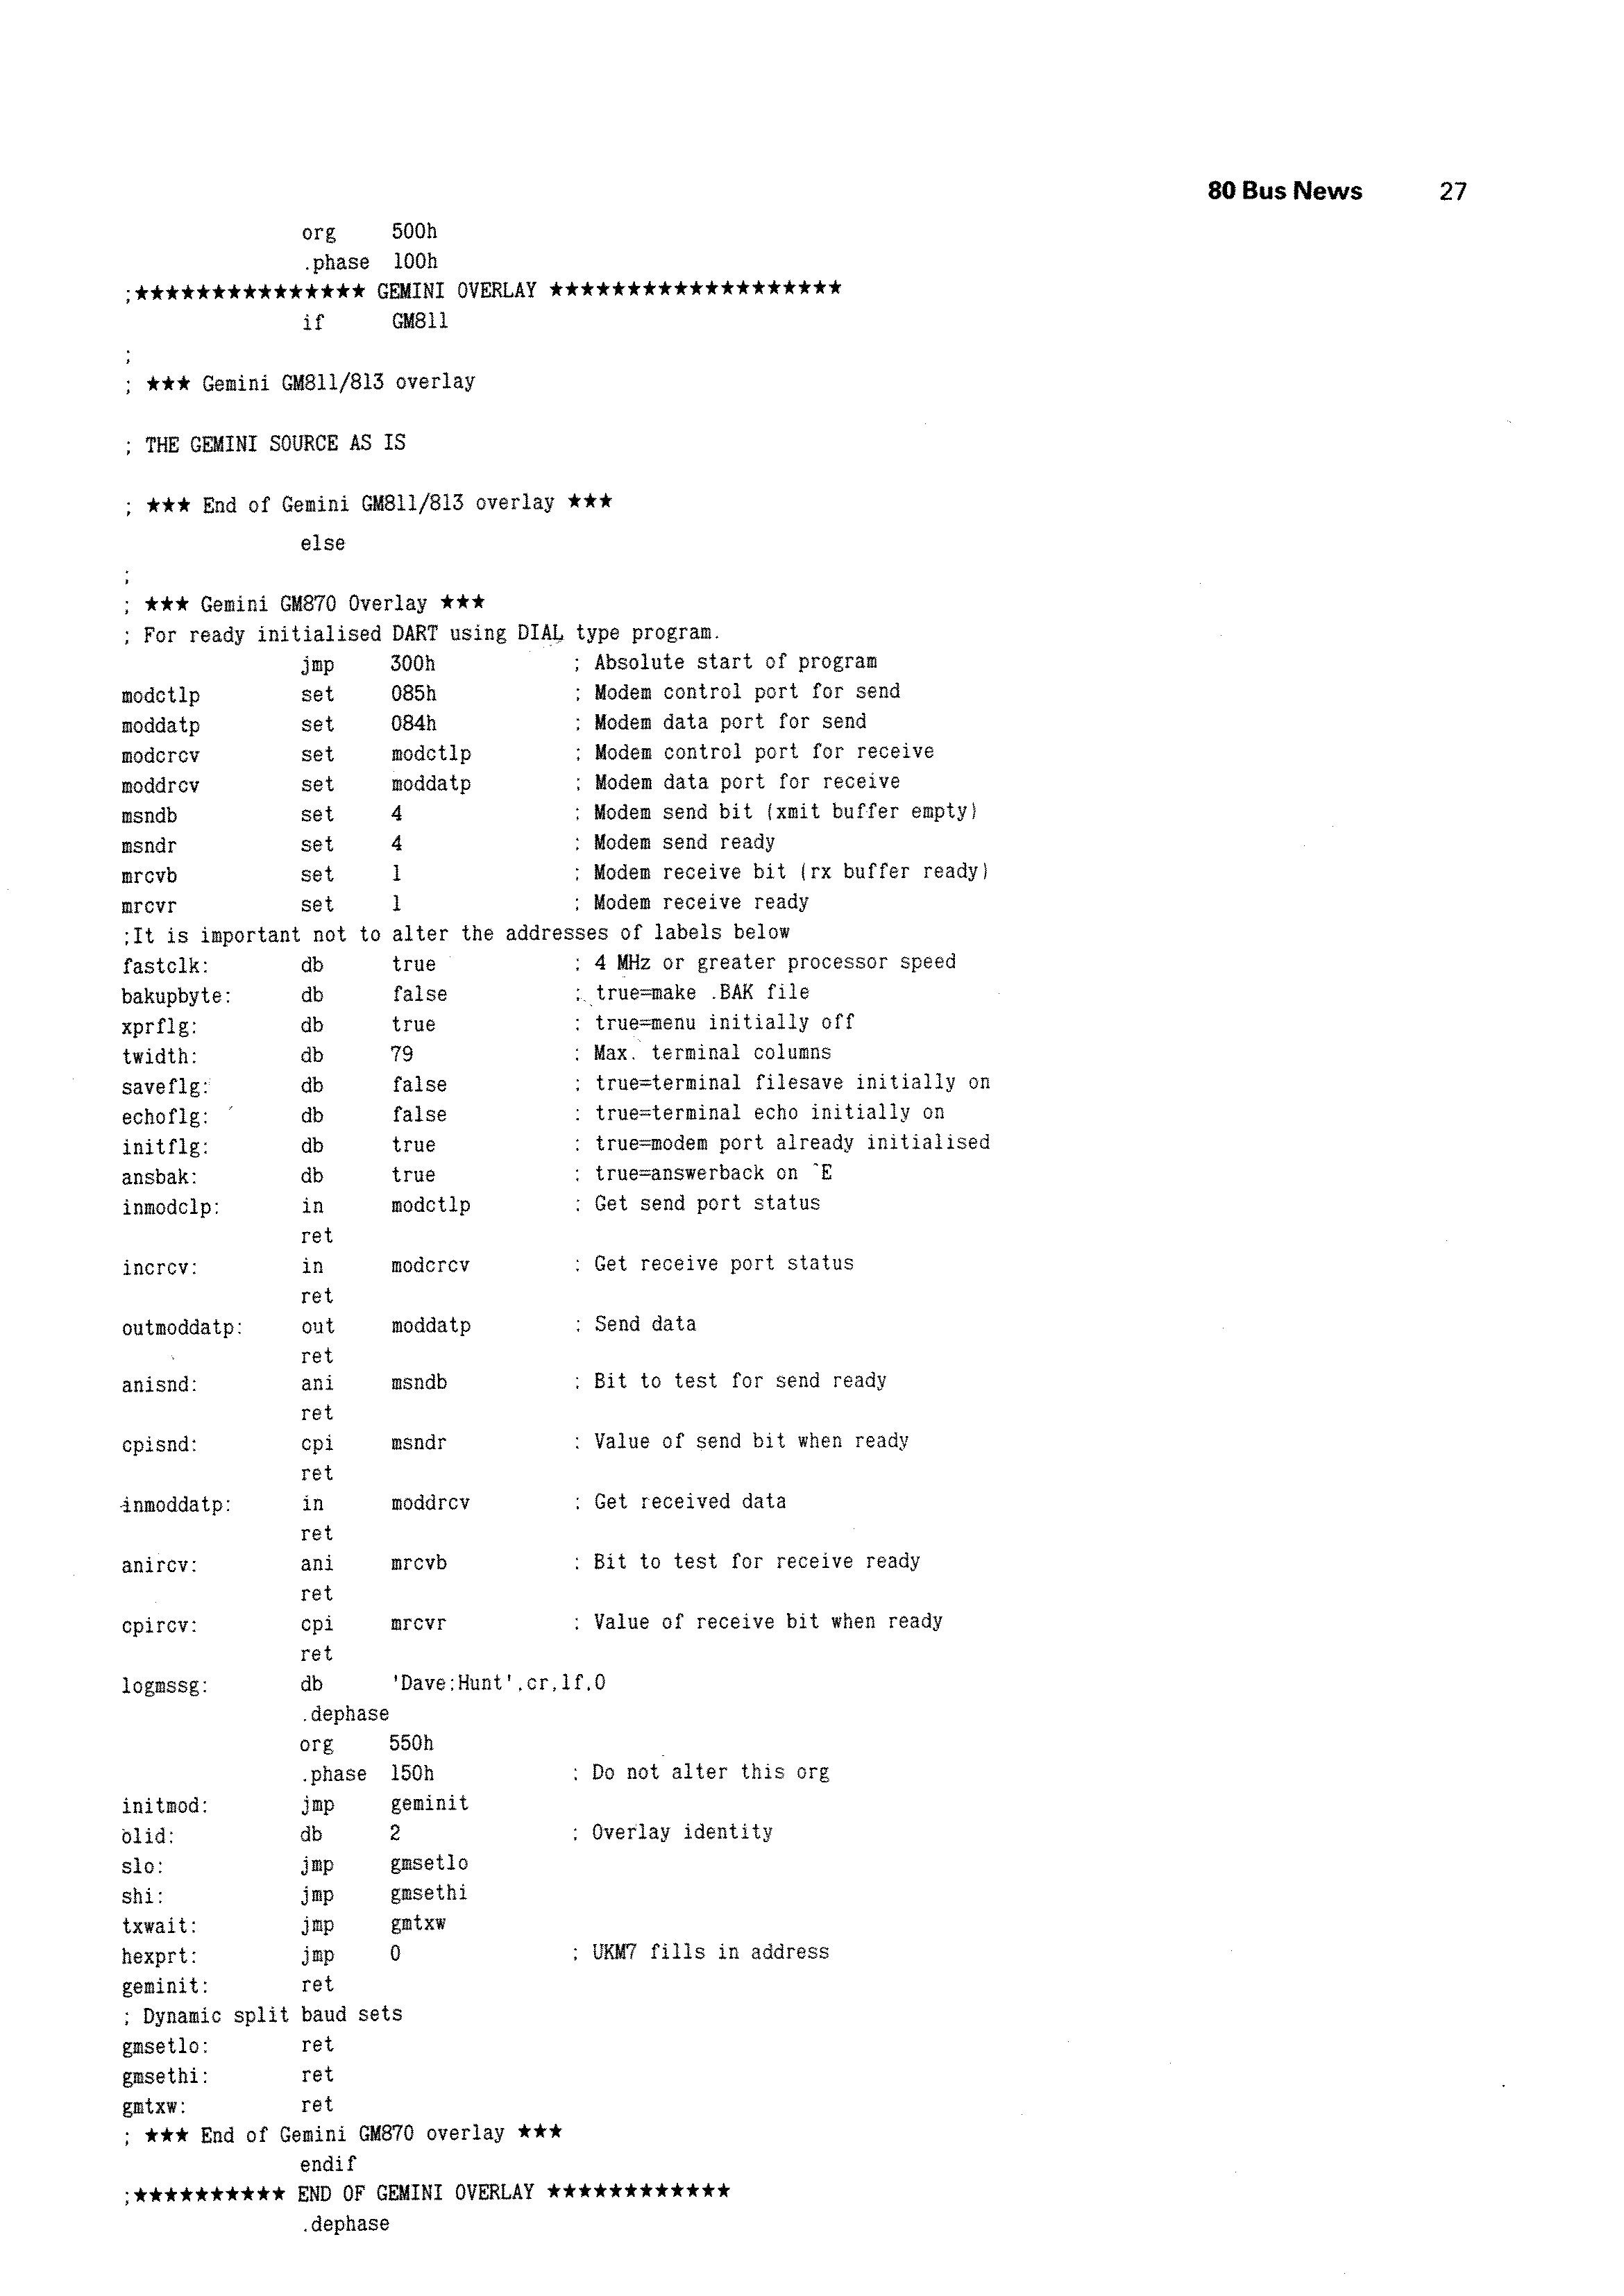 80 Bus News 27
org 500h
.phase 100h
;★★★★★★★★★★★★★★★ GEMINI OVERLAY ★★★★★★★★★★★★★★★★★★★
if GM811
;
; ★★★ Gemini GM811/813 overlay
; THE GEMINI SOURCE AS IS
; ★★★ End of Gemini GM811/813 overlay ★★★
else
;
; ★★★ Gemini GM870 Overlay ★★★
; For ready initialised DART using DIAL type program.
jmp 300h ; Absolute start of program
modctlp set 085h ; Modem control port for send
moddatp set 084h ; Modem data port for send
modcrcv set modctlp ; Modem control port for receive
moddrcv set moddatp ; Modem data port for receive
msndb set 4 ; Modem send bit (xmit buffer empty)
msndr set 4 ; Modem send ready
mrcvb set 1 ; Modem receive bit (rx buffer ready)
mrcvr set 1 ; Modem receive ready
;It is important not to alter the addresses of labels below
fastclk: db true ; 4 MHz or greater processor speed
bakupbyte: db false ; true=make .BAK file
xprflg: db true ; true=menu initially off
twidth: db 79 ; Max. terminal columns
saveflg: db false ; true=terminal filesave initially on
echoflg: db false ; true=terminal echo initially on
initflg: db true ; true=modem port already initialised
ansbak: db true ; true=answerback on ^E
inmodclp: in modctlp ; Get send port status
ret
incrcv: in modcrcv ; Get receive port status
ret
outmoddatp: out moddatp ; Send data
ret
anisnd: ani msndb ; Bit to test for send ready
ret
cpisnd: cpi msndr ; Value of send bit when ready
ret
inmoddatp: in moddrcv ; Get received data
ret
anircv: ani mrcvb ; Bit to test for receive ready
ret
cpircv: cpi mrcvr ; Value of receive bit when ready
ret
logmssg: db 'Dave;Hunt',cr,lf,0
.dephase
org 550h
.phase 150h ; Do not alter this org
initmod: jmp geminit
olid: db 2 ; Overlay identity
slo: jmp gmsetlo
shi: jmp gmsethi
txwait: jmp gmtxw
hexprt: jmp 0 ; UKM7 fills in address
geminit: ret
; Dynamic split baud sets
gmsetlo: ret
gmsethi: ret
gmtxw: ret
; ★★★ End of Gemini GM870 overlay ★★★
endif
;★★★★★★★★★★ END OF GEMINI OVERLAY ★★★★★★★★★★★★
.dephase